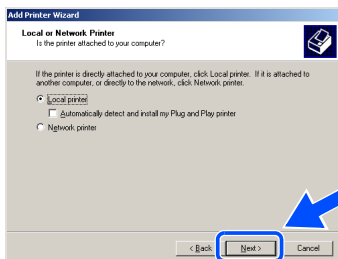 Add Printer Wizard
Local or Network Printer
Is the printer attached to your computer?
If the printer is directly attached to your computer, click Local printer. If it is attached to
another computer, or directly to the network, click Network printer.
Local printer
Automatically detect and install my Plug and Play printer
Network printer
< Back
Next >
Cancel